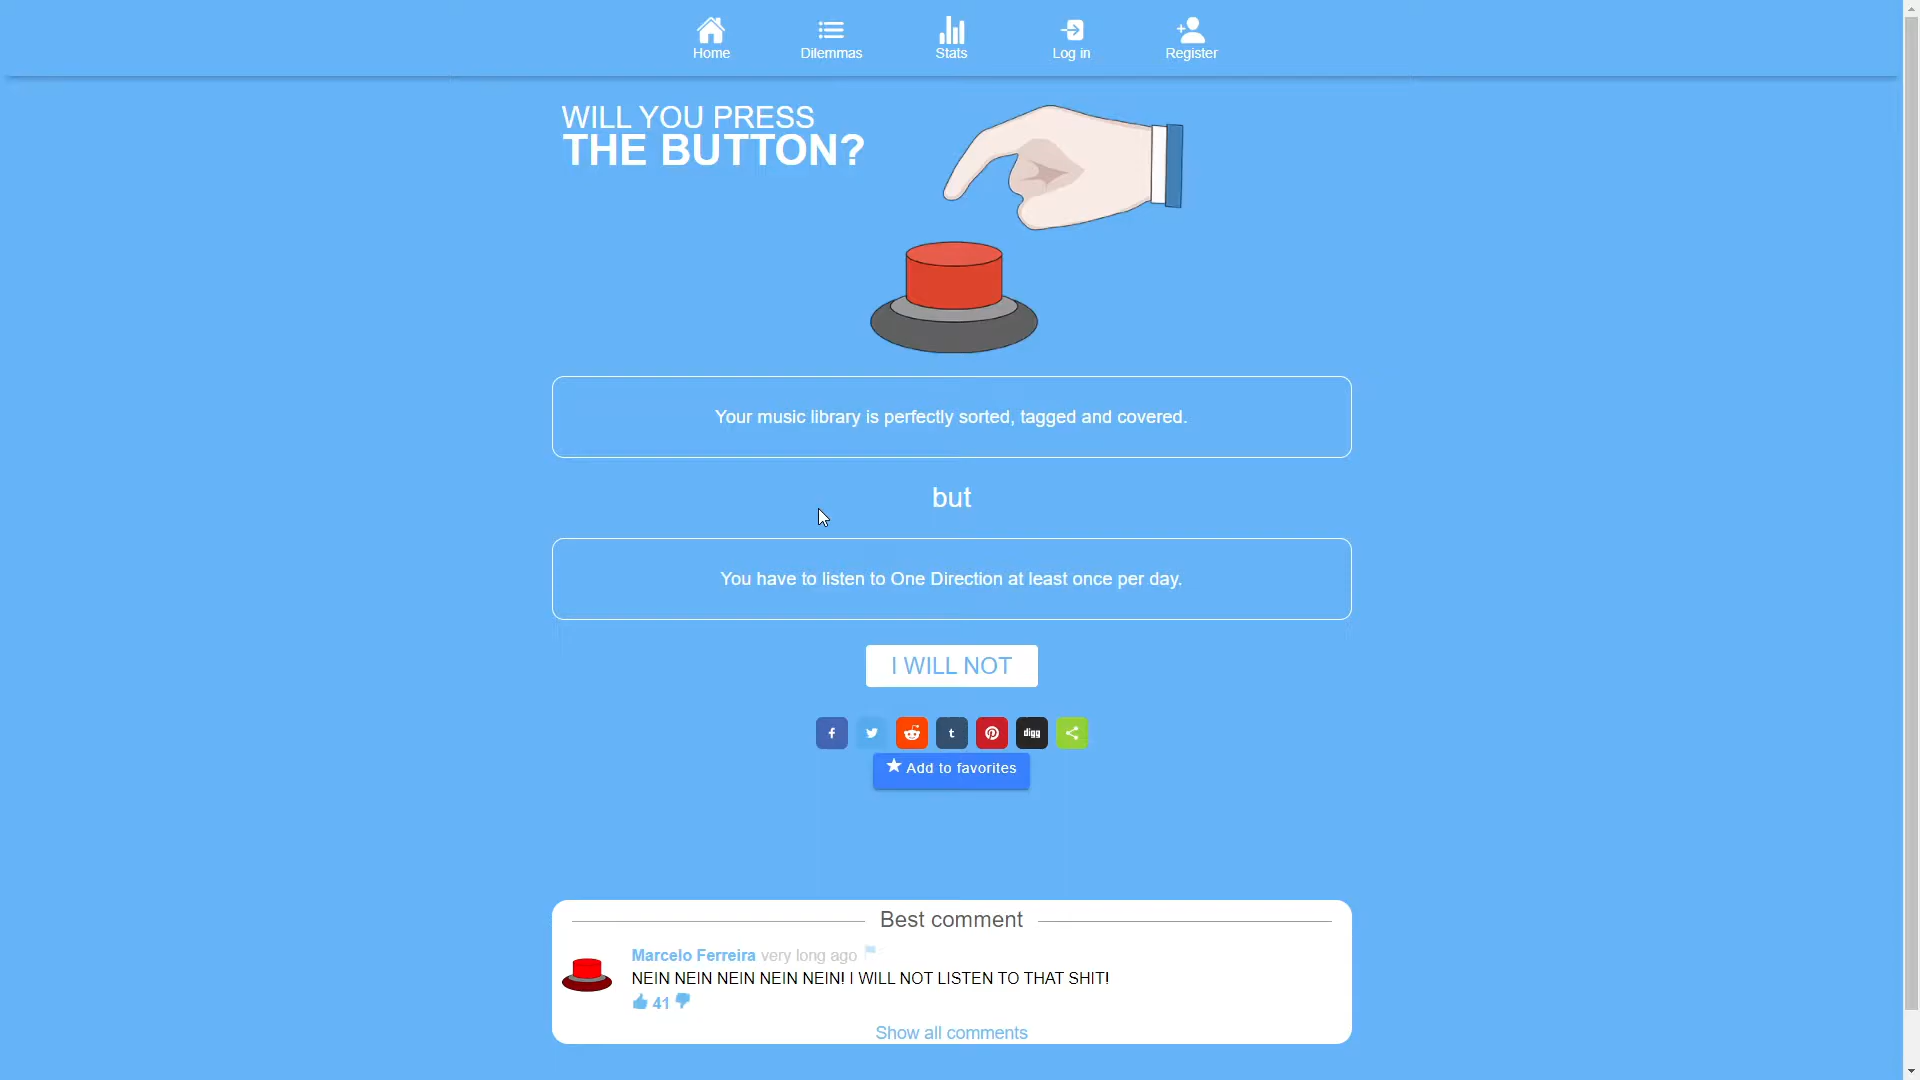 Home
Dilemmas
Stats
Log in
Register
WILL YOU PRESS
THE BUTTON?
Your music library is perfectly sorted, tagged and covered.
but
You have to listen to One Direction at least once per day.
I WILL NOT
f
t
digg
Add to favorites
Best comment
Marcelo Ferreira very long ago
NEIN NEIN NEIN NEIN NEIN! I WILL NOT LISTEN TO THAT SHIT!
41
Show all comments